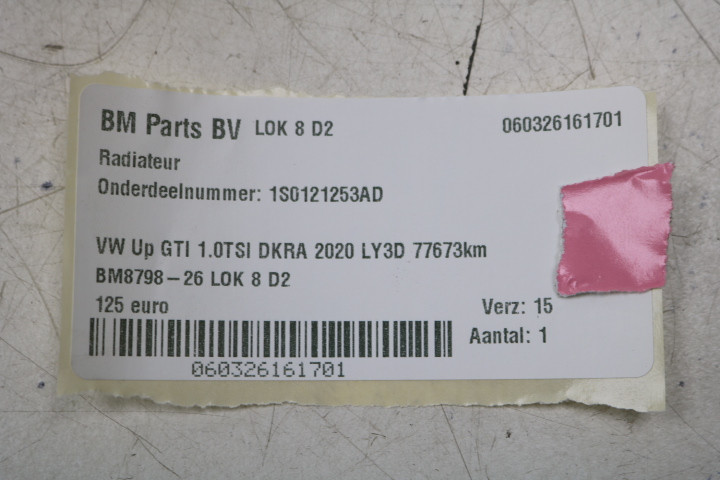 BM Parts BV LOK 8 D2 060326161701
Radiateur
Onderdeelnummer: 1S0121253AD
VW Up GTI 1.0TSI DKRA 2020 LY3D 77673km
BM8798-26 LOK 8 D2
125 euro Verz: 15
Aantal: 1
060326161701